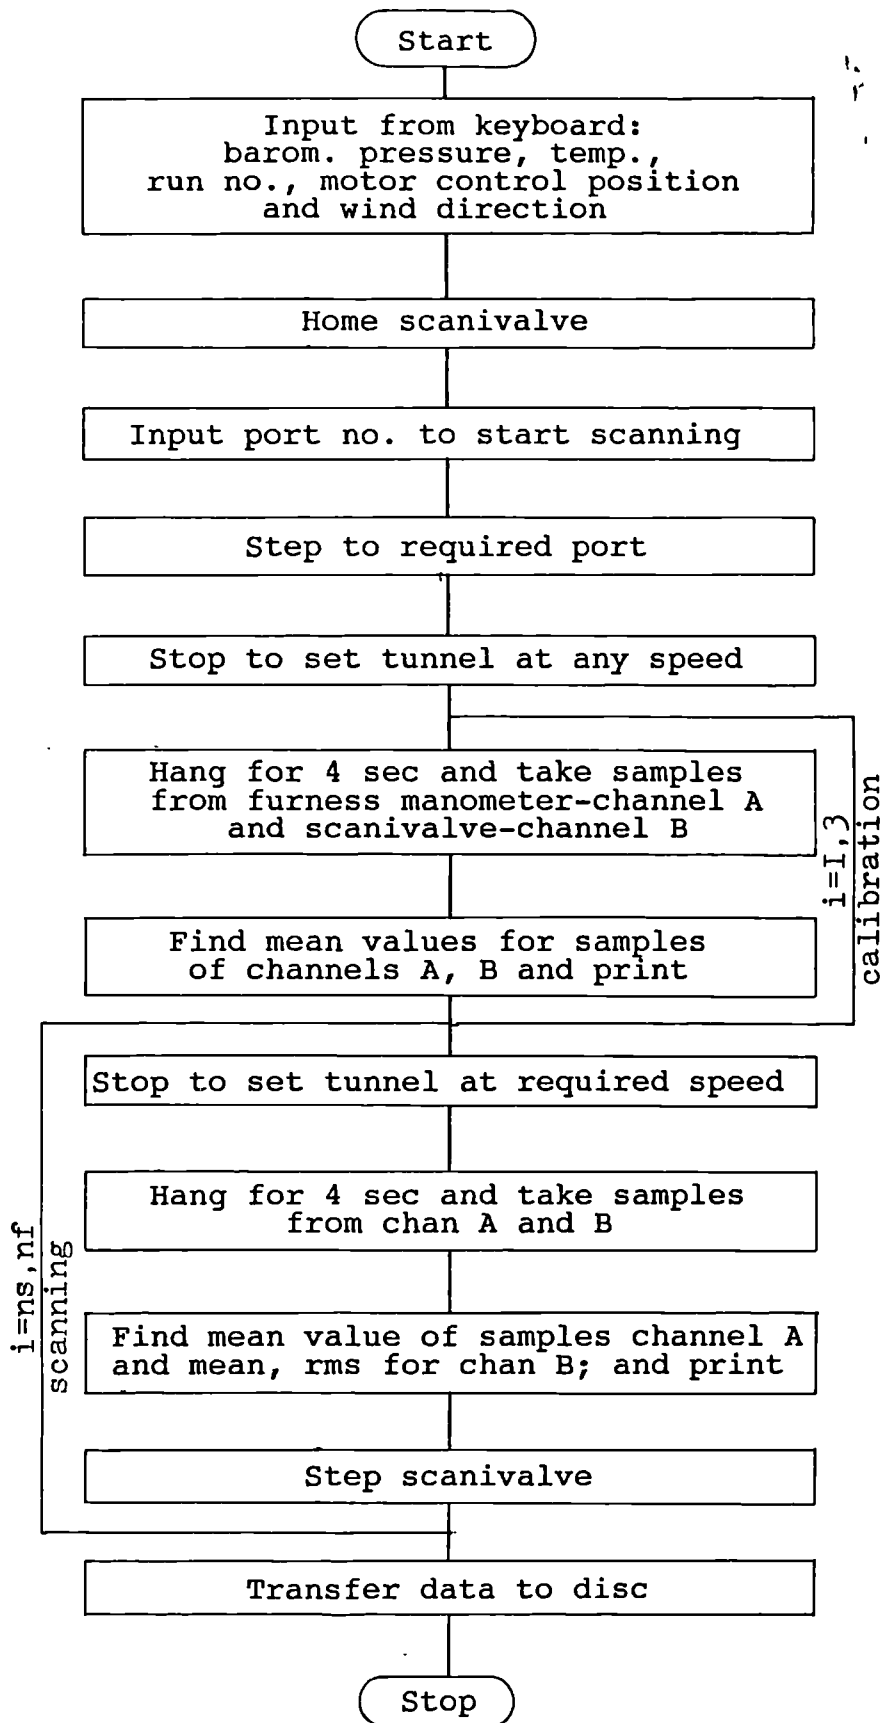 Start
Input from keyboard:
barom. pressure, temp.,
run no., motor control position
and wind direction
Home scanivalve
Input port no. to start scanning
Step to required port
Stop to set tunnel at any speed
Hang for 4 sec and take samples
from furness manometer-channel A
and scanivalve-channel B
i=I,3
calibration
Find mean values for samples
of channels A, B and print
Stop to set tunnel at required speed
Hang for 4 sec and take samples
from chan A and B
i=ns,nf
scanning
Find mean value of samples channel A
and mean, rms for chan B; and print
Step scanivalve
Transfer data to disc
Stop